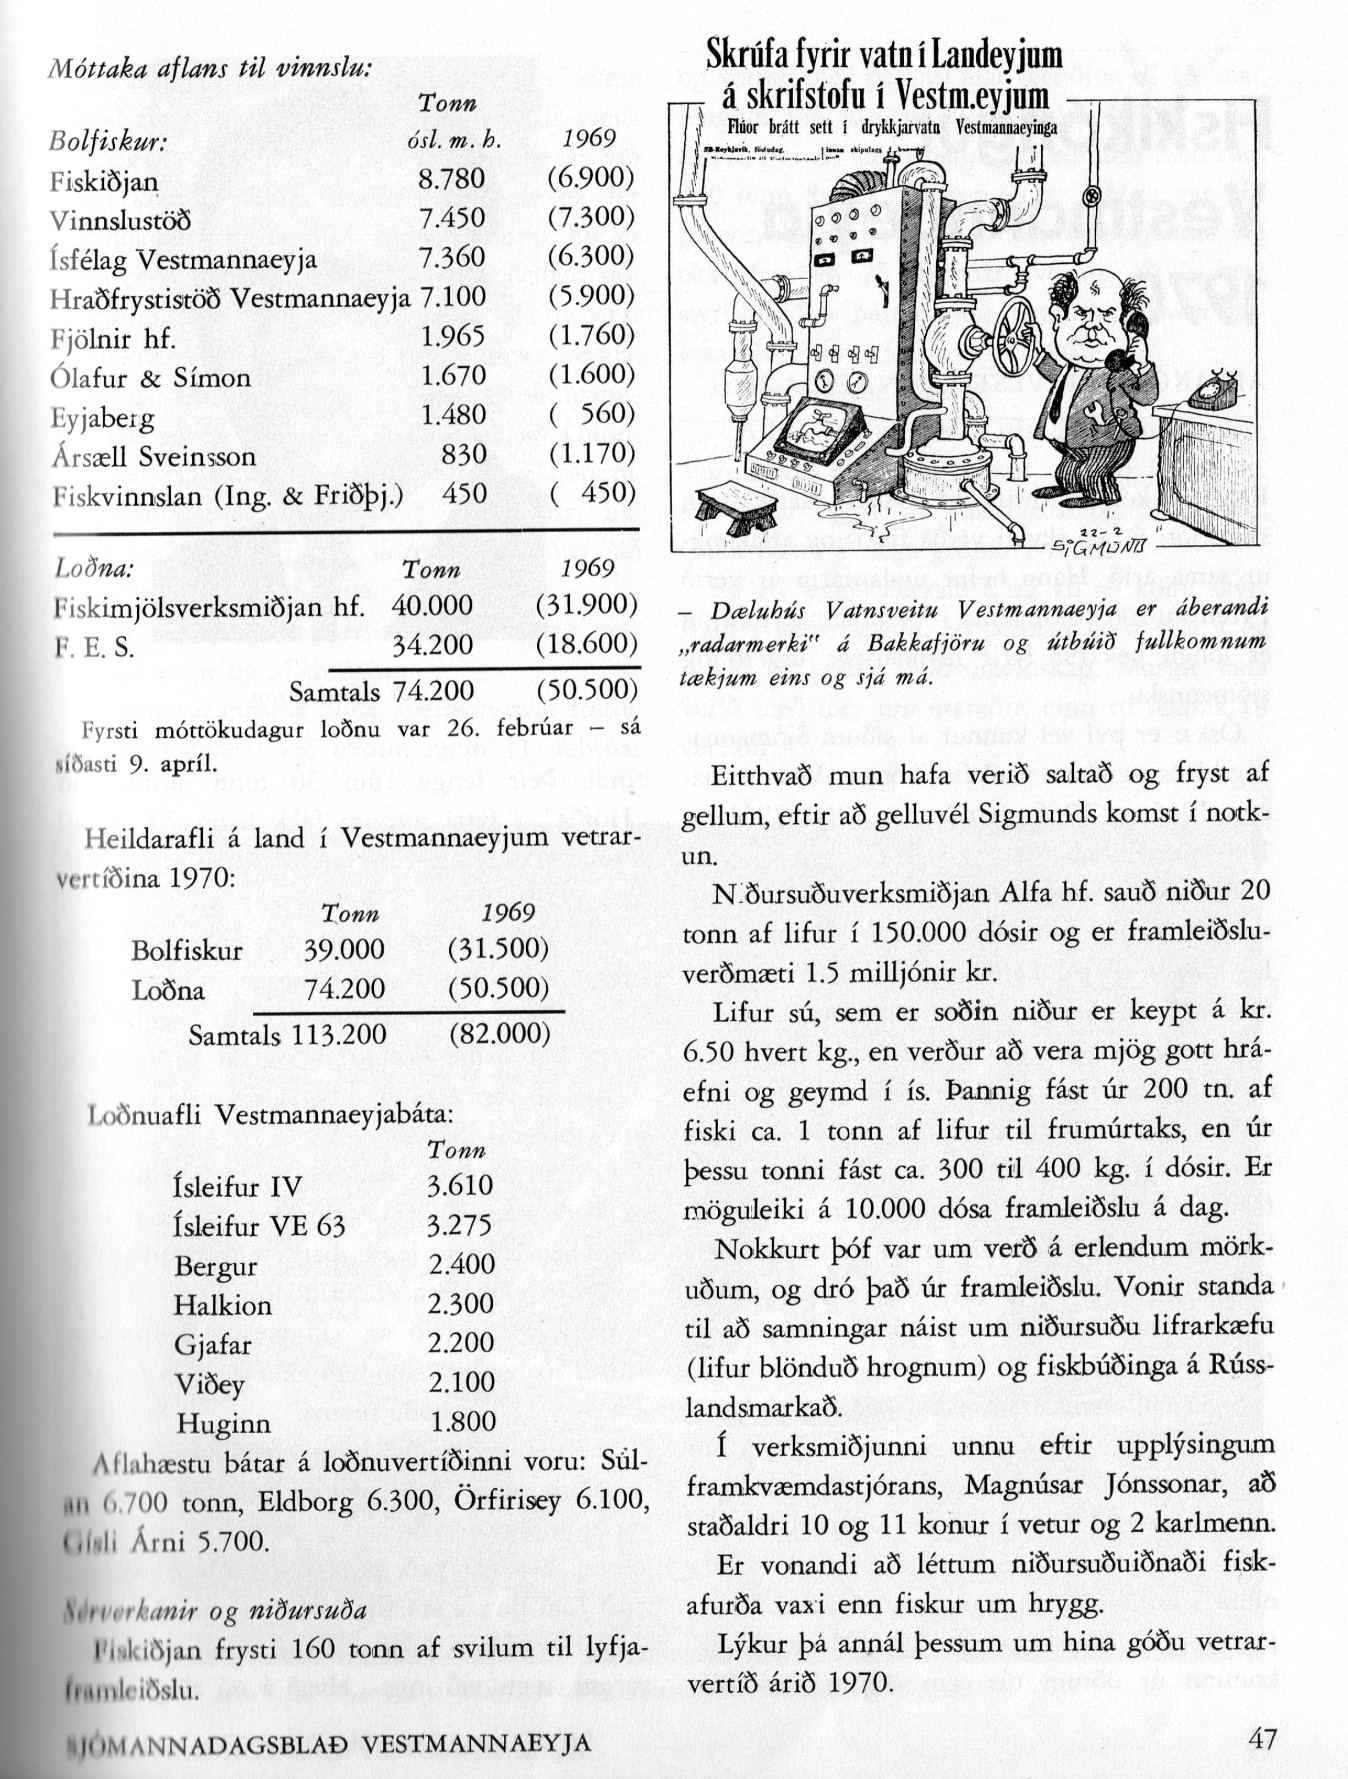 Móttaka aflans til vinnslu:
Tonn
Bolfiskur: ósl. m. h. 1969
Fiskiðjan 8.780 (6.900)
Vinnslustöð 7.450 (7.300)
Ísfélag Vestmannaeyja 7.360 (6.300)
Hraðfrystistöð Vestmannaeyja 7.100 (5.900)
Fjölnir hf. 1.965 (1.760)
Ólafur & Símon 1.670 (1.600)
Eyjaberg 1.480 ( 560)
Ársæll Sveinsson 830 (1.170)
Fiskvinnslan (Ing. & Friðþj.) 450 ( 450)
Loðna: Tonn 1969
Fiskimjölsverksmiðjan hf. 40.000 (31.900)
F. E. S. 34.200 (18.600)
Samtals 74.200 (50.500)
Fyrsti móttökudagur loðnu var 26. febrúar – sá
síðasti 9. apríl.
Heildarafli á land í Vestmannaeyjum vetrar-
vertíðina 1970:
Tonn 1969
Bolfiskur 39.000 (31.500)
Loðna 74.200 (50.500)
Samtals 113.200 (82.000)
Loðnuafli Vestmannaeyjabáta:
Tonn
Ísleifur IV 3.610
Ísleifur VE 63 3.275
Bergur 2.400
Halkion 2.300
Gjafar 2.200
Viðey 2.100
Huginn 1.800
Aflahæstu bátar á loðnuvertíðinni voru: Súl-
an 6.700 tonn, Eldborg 6.300, Örfirisey 6.100,
Gísli Árni 5.700.
Sérverkanir og niðursuða
Fiskiðjan frysti 160 tonn af svilum til lyfja-
framleiðslu.
Skrúfa fyrir vatn í Landeyjum
á skrifstofu í Vestm.eyjum
Flúor brátt sett í drykkjarvatn Vestmannaeyinga
SB-Reykjavík, föstudag. innan skipulags
22-2
SIGMUND
– Dæluhús Vatnsveitu Vestmannaeyja er áberandi
„radarmerki" á Bakkafjöru og útbúið fullkomnum
tækjum eins og sjá má.
Eitthvað mun hafa verið saltað og fryst af
gellum, eftir að gelluvél Sigmunds komst í notk-
un.
N.ðursuðuverksmiðjan Alfa hf. sauð niður 20
tonn af lifur í 150.000 dósir og er framleiðslu-
verðmæti 1.5 milljónir kr.
Lifur sú, sem er soðin niður er keypt á kr.
6.50 hvert kg., en verður að vera mjög gott hrá-
efni og geymd í ís. Þannig fást úr 200 tn. af
fiski ca. 1 tonn af lifur til frumúrtaks, en úr
þessu tonni fást ca. 300 til 400 kg. í dósir. Er
möguleiki á 10.000 dósa framleiðslu á dag.
Nokkurt þóf var um verð á erlendum mörk-
uðum, og dró það úr framleiðslu. Vonir standa
til að samningar náist um niðursuðu lifrarkæfu
(lifur blönduð hrognum) og fiskbúðinga á Rúss-
landsmarkað.
Í verksmiðjunni unnu eftir upplýsingum
framkvæmdastjórans, Magnúsar Jónssonar, að
staðaldri 10 og 11 konur í vetur og 2 karlmenn.
Er vonandi að léttum niðursuðuiðnaði fisk-
afurða vaxi enn fiskur um hrygg.
Lýkur þá annál þessum um hina góðu vetrar-
vertíð árið 1970.
SJÓMANNADAGSBLAÐ VESTMANNAEYJA 47